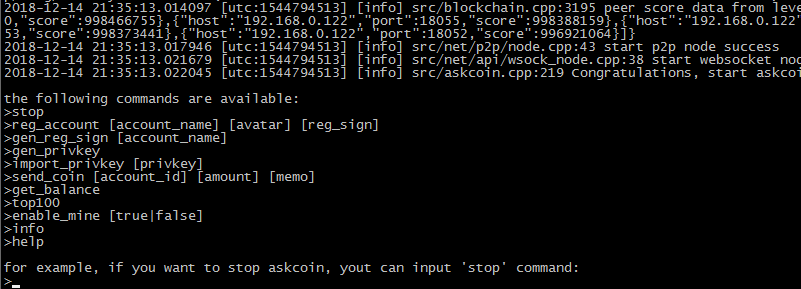 2018-12-14 21:35:13.014097 [utc:1544794513] [info] src/blockchain.cpp:3195 peer score data from leve
0,"score":998466755},{"host":"192.168.0.122","port":18055,"score":998388159},{"host":"192.168.0.122"
53,"score":998373441},{"host":"192.168.0.122","port":18052,"score":996921064}]}
2018-12-14 21:35:13.017946 [utc:1544794513] [info] src/net/p2p/node.cpp:43 start p2p node success
2018-12-14 21:35:13.021679 [utc:1544794513] [info] src/net/api/wsock_node.cpp:38 start websocket nod
2018-12-14 21:35:13.022045 [utc:1544794513] [info] src/askcoin.cpp:219 Congratulations, start askcoi
the following commands are available:
>stop
>reg_account [account_name] [avatar] [reg_sign]
>gen_reg_sign [account_name]
>gen_privkey
>import_privkey [privkey]
>send_coin [account_id] [amount] [memo]
>get_balance
>top100
>enable_mine [true|false]
>info
>help
for example, if you want to stop askcoin, yout can input 'stop' command:
>_